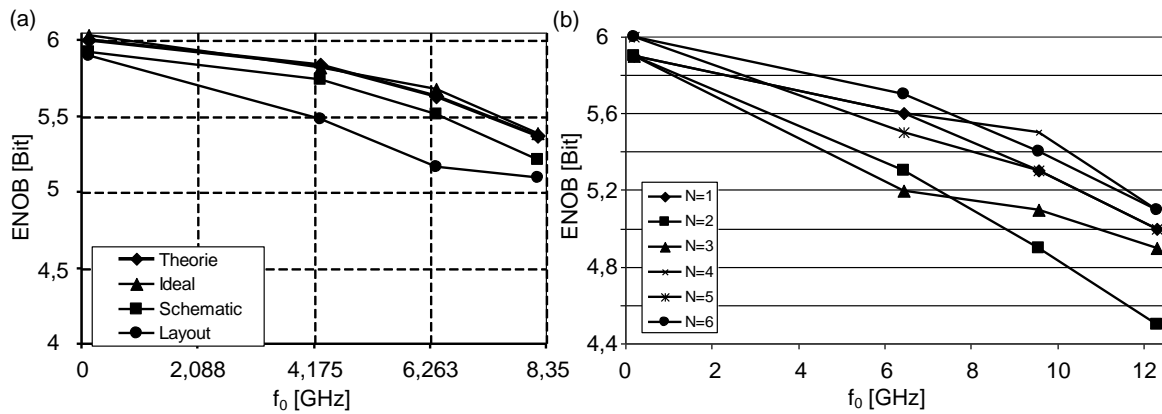 (a)
ENOB [Bit]
6
5,5
5
4,5
4
Theorie
Ideal
Schematic
Layout
0 2,088 4,175 6,263 8,35
f0 [GHz]
(b)
ENOB [Bit]
6
5,6
5,2
4,8
4,4
N=1
N=2
N=3
N=4
N=5
N=6
0 2 4 6 8 10 12
f0 [GHz]